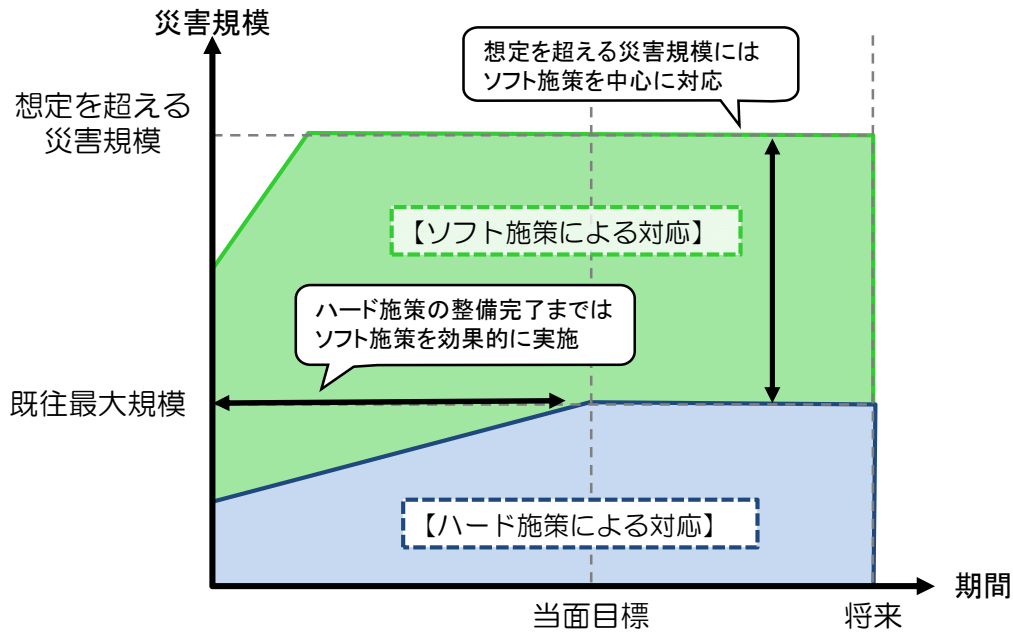 災害規模
想定を超える災害規模には
ソフト施策を中心に対応
想定を超える
災害規模
【ソフト施策による対応】
ハード施策の整備完了までは
ソフト施策を効果的に実施
既往最大規模
【ハード施策による対応】
期間
当面目標
将来